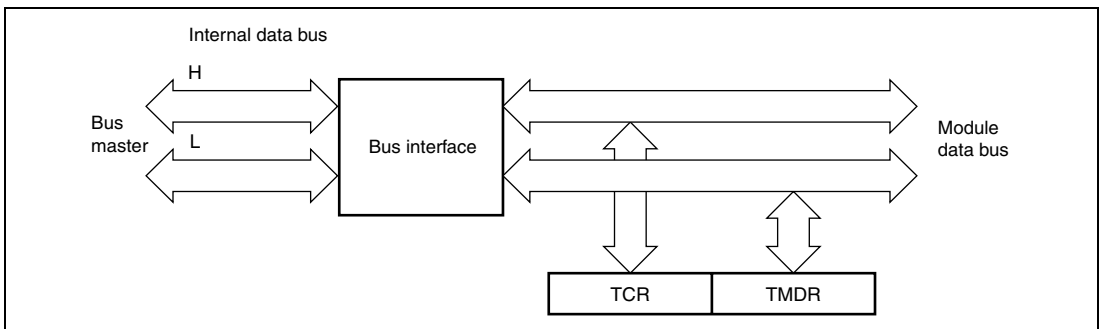 Internal data bus
H
Bus
master
L
Bus interface
Module
data bus
TCR
TMDR